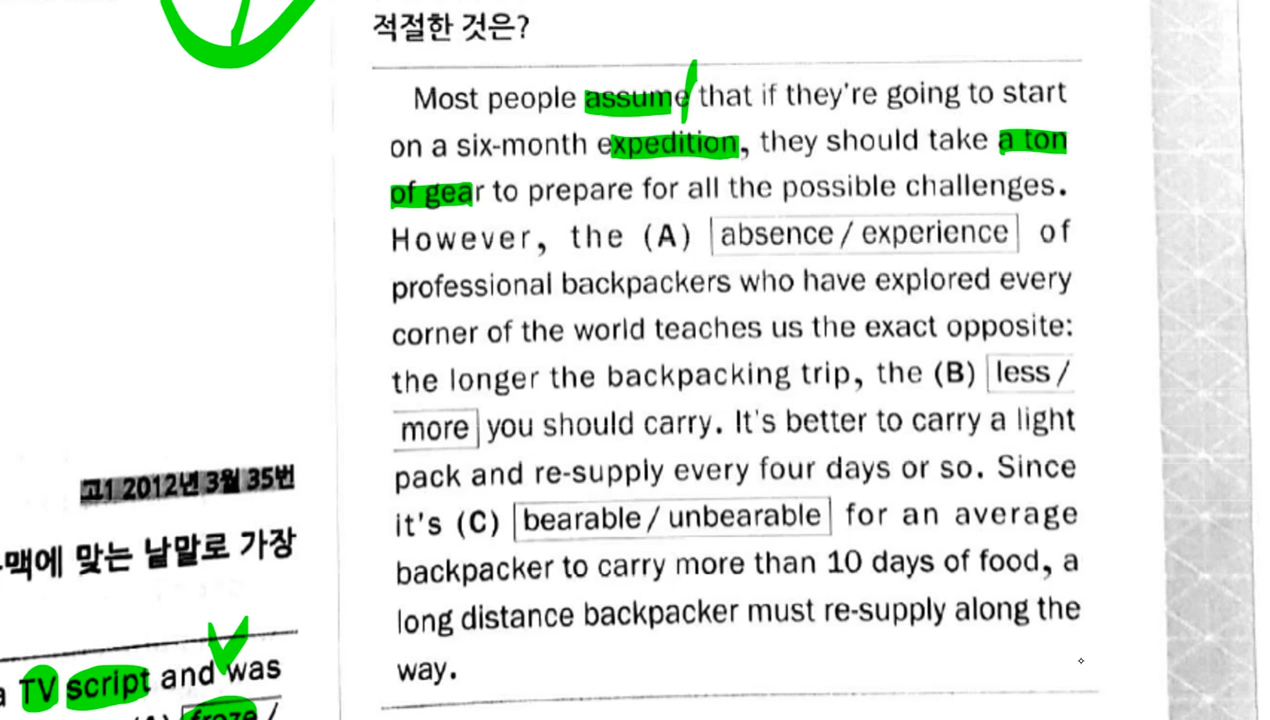 적절한 것은?
Most people assume that if they're going to start
on a six-month expedition, they should take a ton
of gear to prepare for all the possible challenges.
However, the (A) absence / experience of
professional backpackers who have explored every
corner of the world teaches us the exact opposite:
the longer the backpacking trip, the (B) less /
more you should carry. It's better to carry a light
pack and re-supply every four days or so. Since
it's (C) bearable / unbearable for an average
backpacker to carry more than 10 days of food, a
long distance backpacker must re-supply along the
way.
고1 2012년 3월 35번
맥에 맞는 낱말로 가장
a TV script and was
froze /